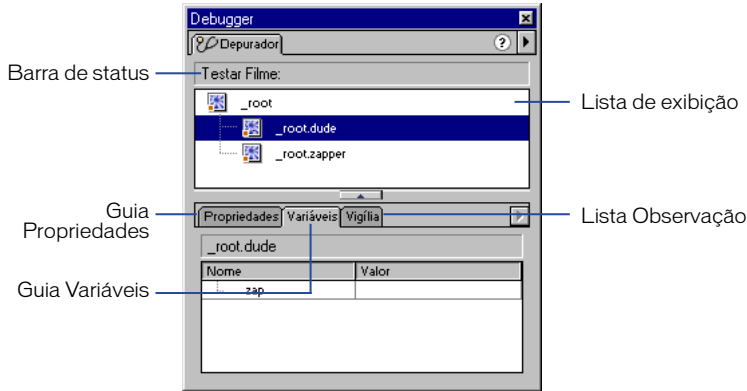 Debugger
Depurador
?
Barra de status
Testar Filme:
_root
Lista de exibição
_root.dude
_root.zapper
Guia
Propriedades
Propriedades Variáveis Vigília
Lista Observação
_root.dude
Nome Valor
Guia Variáveis
zap